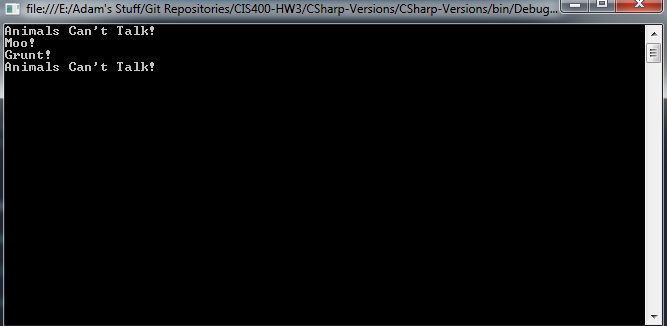 file:///E:/Adam's Stuff/Git Repositories/CIS400-HW3/CSharp-Versions/CSharp-Versions/bin/Debug...
Animals Can't Talk!
Moo!
Grunt!
Animals Can't Talk!